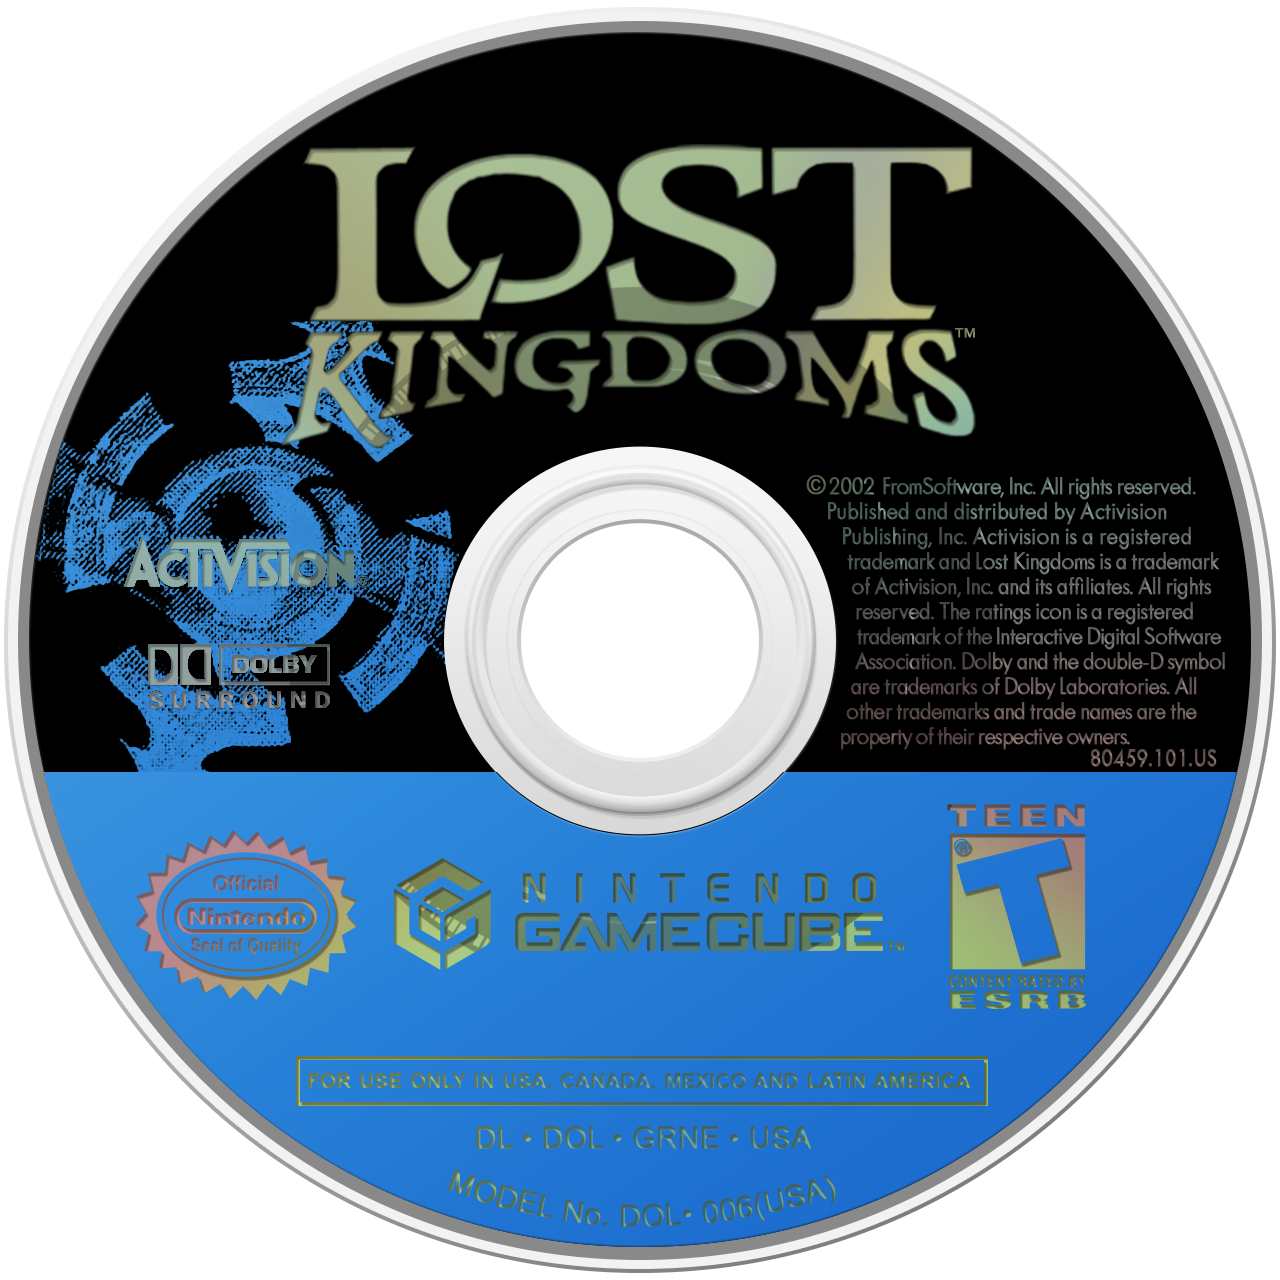 LOST
KINGDOMS™
©2002 FromSoftware, Inc. All rights reserved.
Published and distributed by Activision
Publishing, Inc. Activision is a registered
trademark and Lost Kingdoms is a trademark
of Activision, Inc. and its affiliates. All rights
reserved. The ratings icon is a registered
trademark of the Interactive Digital Software
Association. Dolby and the double-D symbol
are trademarks of Dolby Laboratories. All
other trademarks and trade names are the
property of their respective owners.
80459.101.US
ACTIVISION®
DOLBY
SURROUND
Official
Nintendo
Seal of Quality
NINTENDO
GAMECUBE™
TEEN
T®
CONTENT RATED BY
ESRB
FOR USE ONLY IN USA, CANADA, MEXICO AND LATIN AMERICA
DL • DOL • GRNE • USA
MODEL No. DOL• 006(USA)